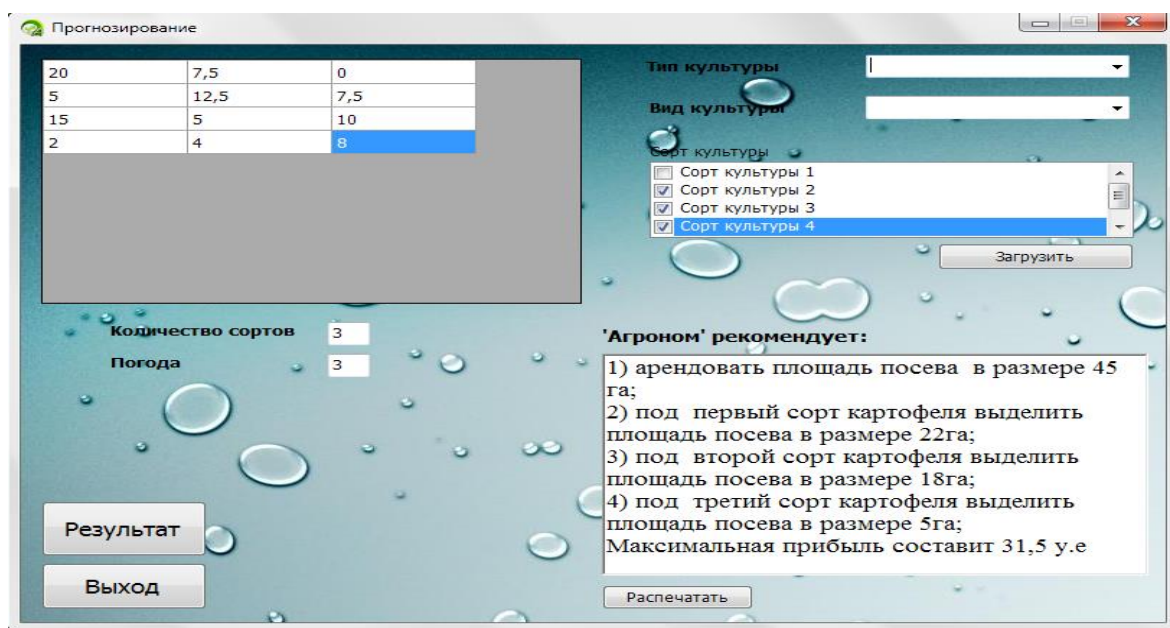 Прогнозирование
20 7,5 0
5 12,5 7,5
15 5 10
2 4 8
Тип культуры
Вид культуры
Сорт культуры
Сорт культуры 1
Сорт культуры 2
Сорт культуры 3
Сорт культуры 4
Загрузить
Количество сортов 3
Погода 3
'Агроном' рекомендует:
1) арендовать площадь посева в размере 45
га;
2) под первый сорт картофеля выделить
площадь посева в размере 22га;
3) под второй сорт картофеля выделить
площадь посева в размере 18га;
4) под третий сорт картофеля выделить
площадь посева в размере 5га;
Максимальная прибыль составит 31,5 у.е
Результат
Выход
Распечатать